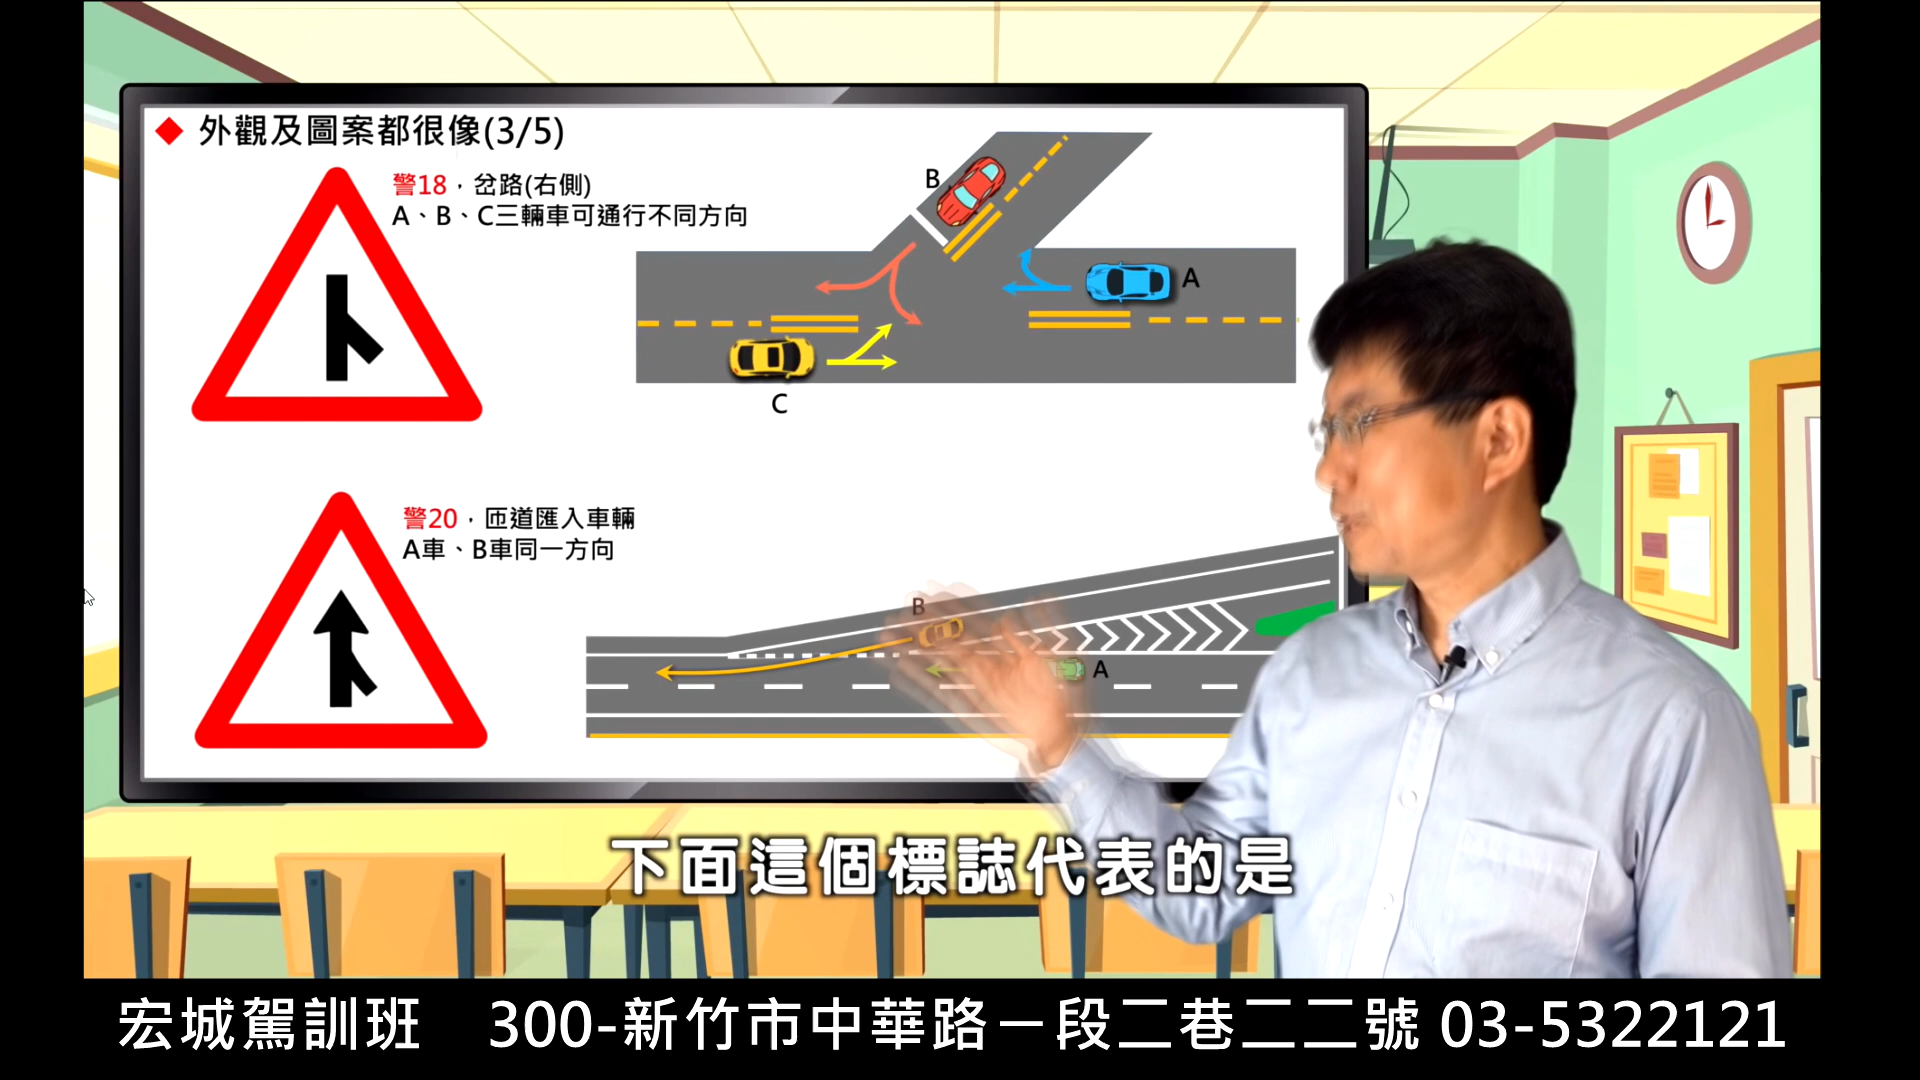 外觀及圖案都很像(3/5)
警18，岔路(右側)
A、B、C三輛車可通行不同方向
B
A
C
警20，匝道匯入車輛
A車、B車同一方向
B
A
下面這個標誌代表的是
宏城駕訓班 300-新竹市中華路一段二巷二二號 03-5322121